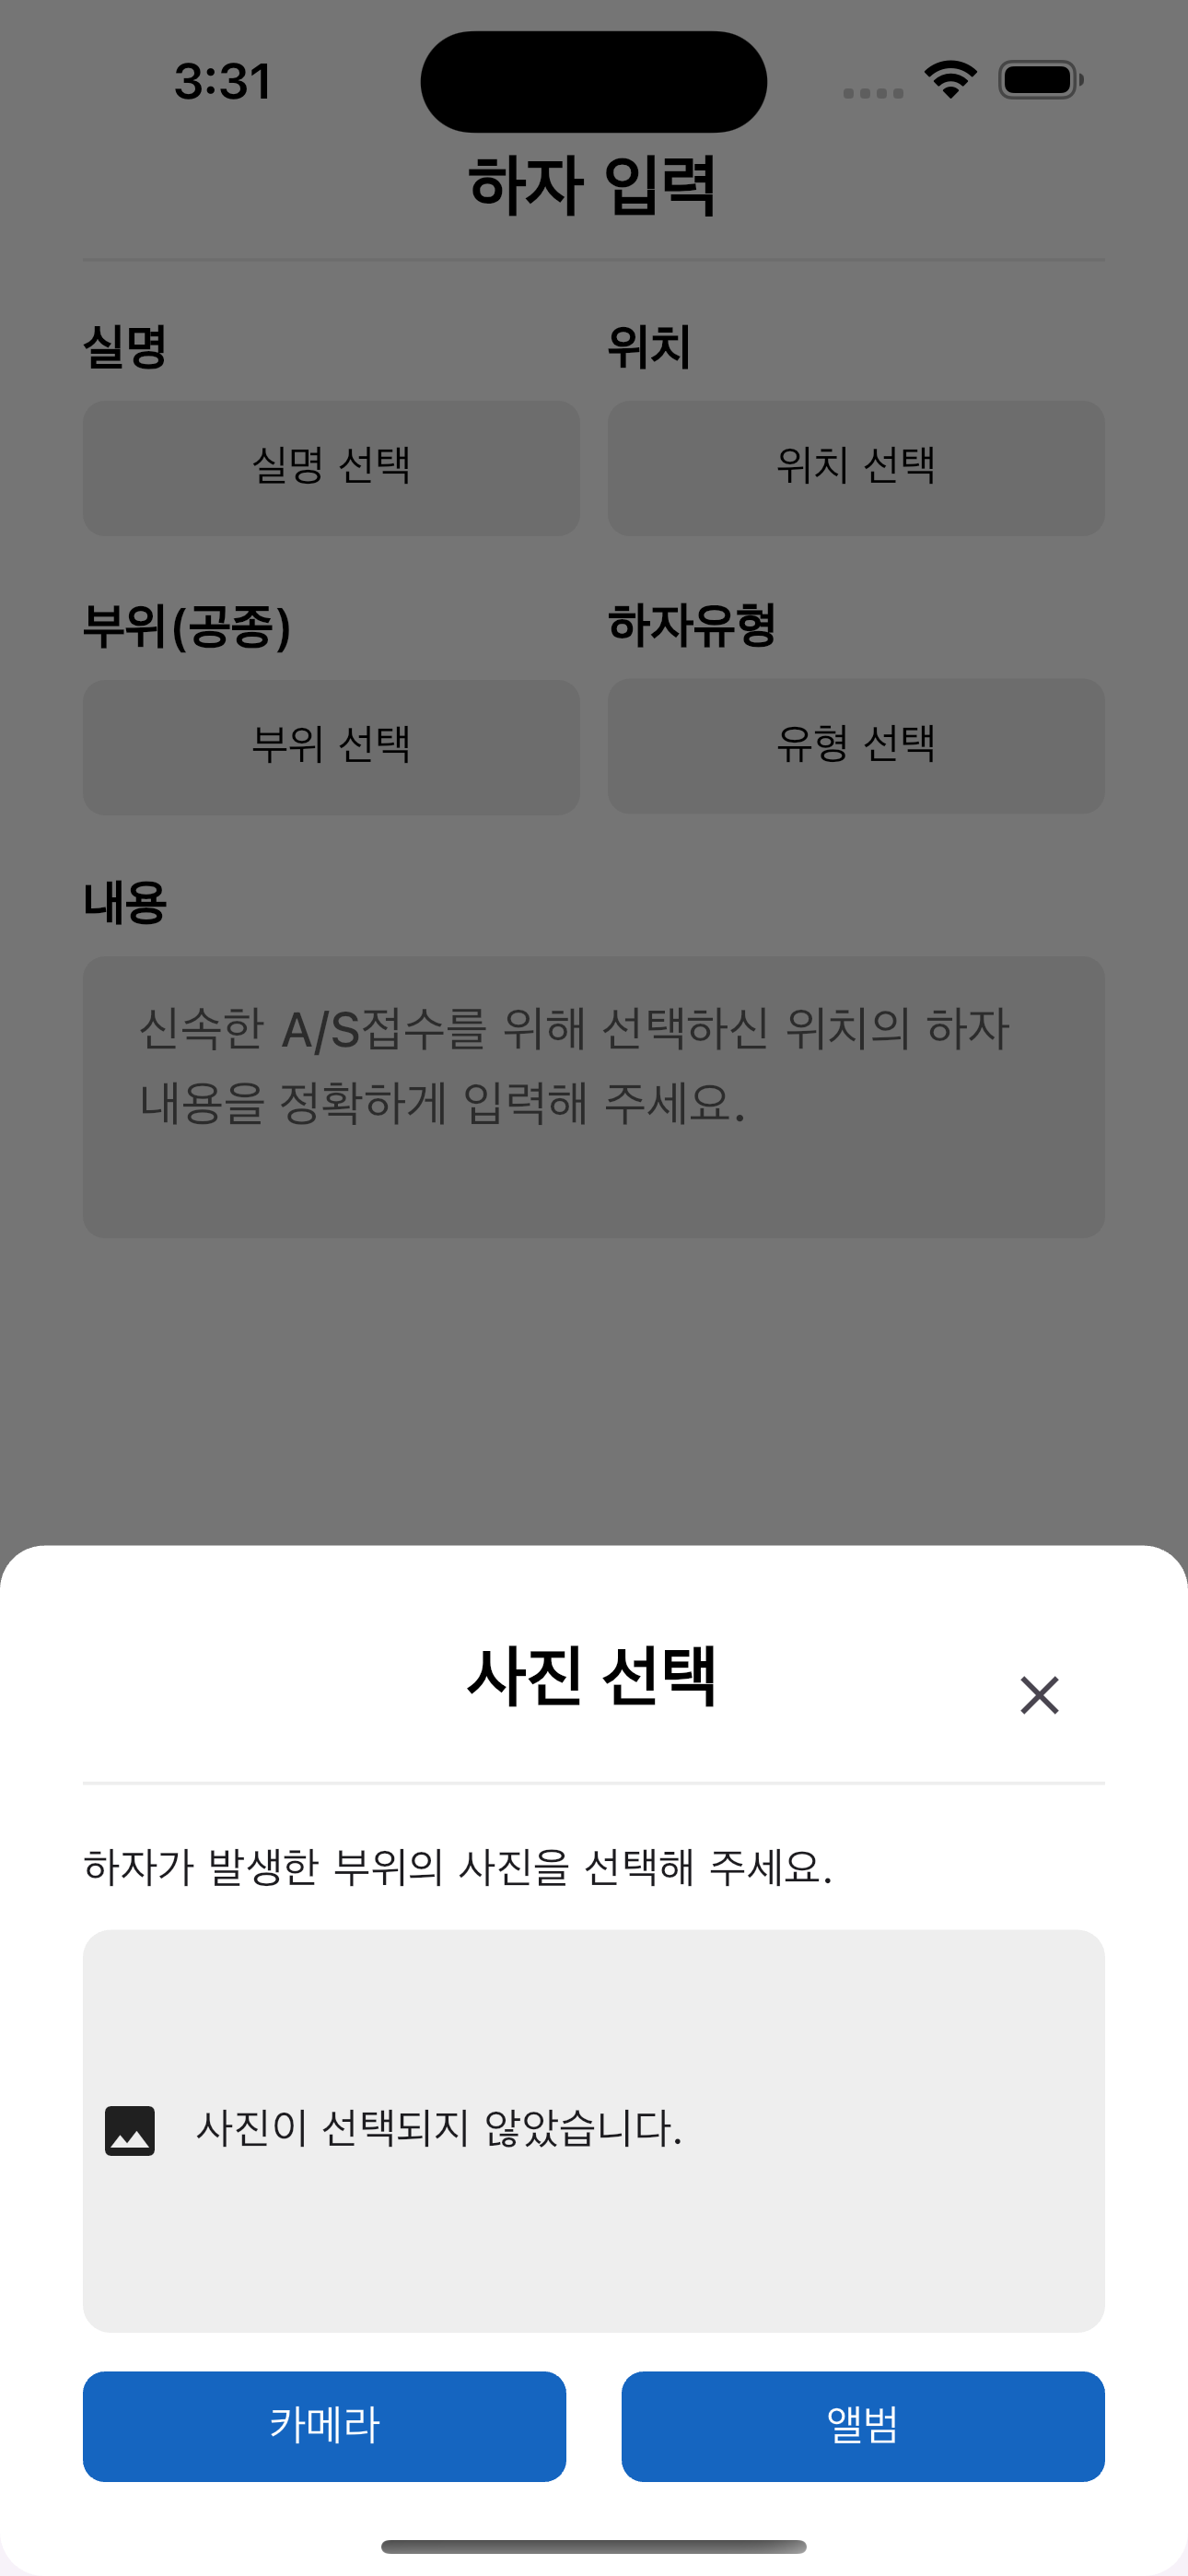 3:31
하자 입력
실명
위치
실명 선택
위치 선택
부위(공종)
하자유형
부위 선택
유형 선택
내용
신속한 A/S접수를 위해 선택하신 위치의 하자
내용을 정확하게 입력해 주세요.
사진 선택
하자가 발생한 부위의 사진을 선택해 주세요.
사진이 선택되지 않았습니다.
카메라
앨범